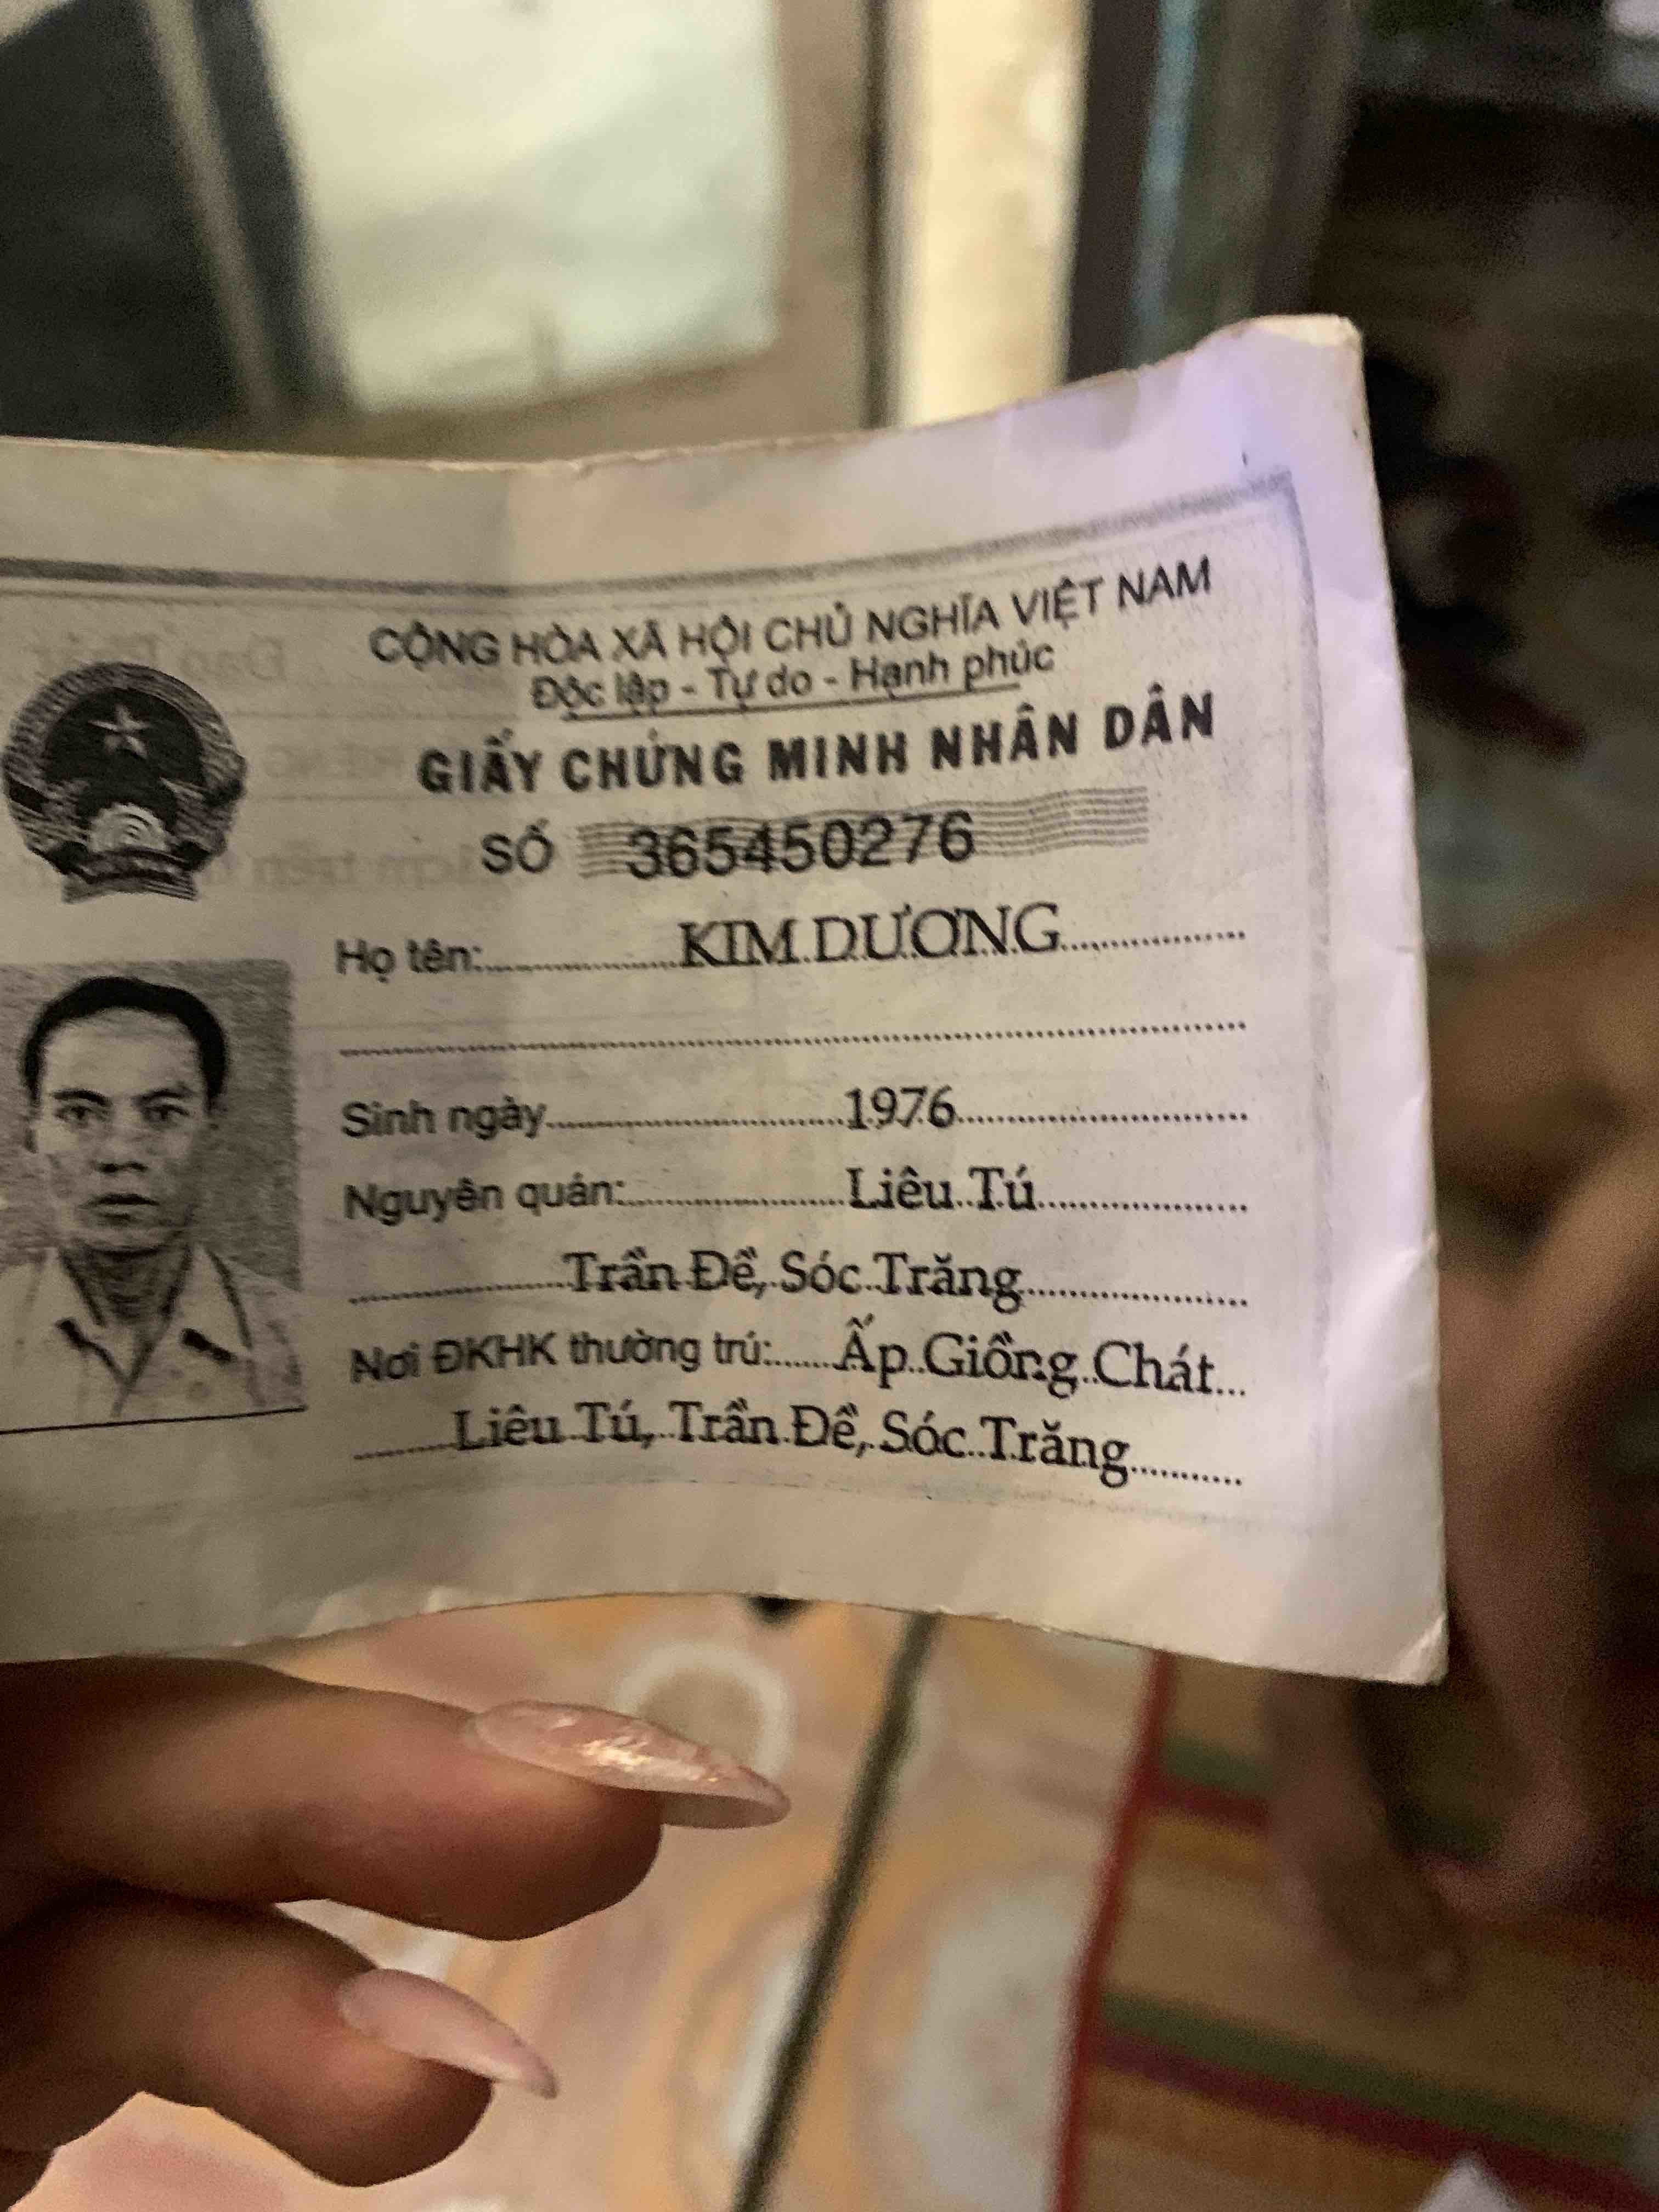 CỘNG HÒA XÃ HỘI CHỦ NGHĨA VIỆT NAM
Độc lập - Tự do - Hạnh phúc
GIẤY CHỨNG MINH NHÂN DÂN
SỐ 365450276
Họ tên: KIM DƯƠNG
Sinh ngày 1976
Nguyên quán: Liêu Tú
Trần Đề, Sóc Trăng
Nơi ĐKHK thường trú: Ấp Giồng Chát
Liêu Tú, Trần Đề, Sóc Trăng